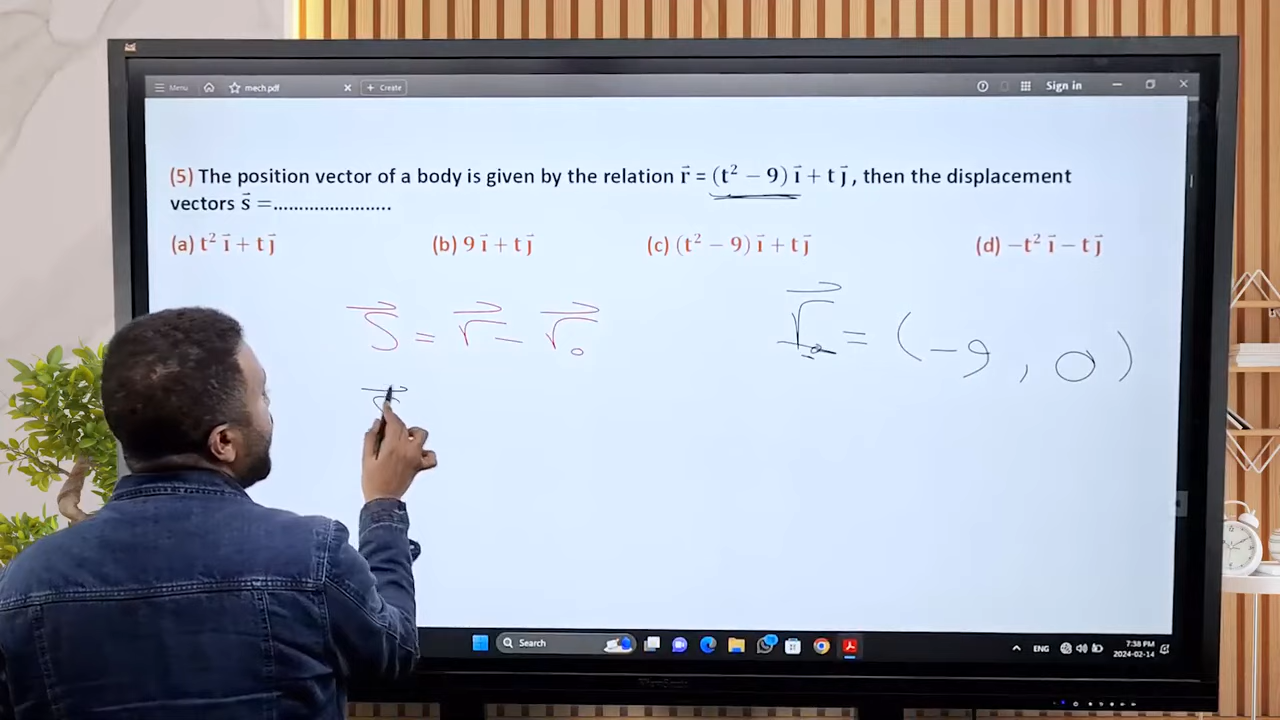 Menu mech.pdf × + Create Sign in
(5) The position vector of a body is given by the relation r⃗ = (t² − 9) i⃗ + t j⃗, then the displacement
vectors s⃗ =.......................
(a) t² i⃗ + t j⃗ (b) 9 i⃗ + t j⃗ (c) (t² − 9) i⃗ + t j⃗ (d) −t² i⃗ − t j⃗
S⃗ = r⃗ − r⃗₀ r⃗₀ = (−9, 0)
Search ENG 7:38 PM
2024-02-14
ViewSonic